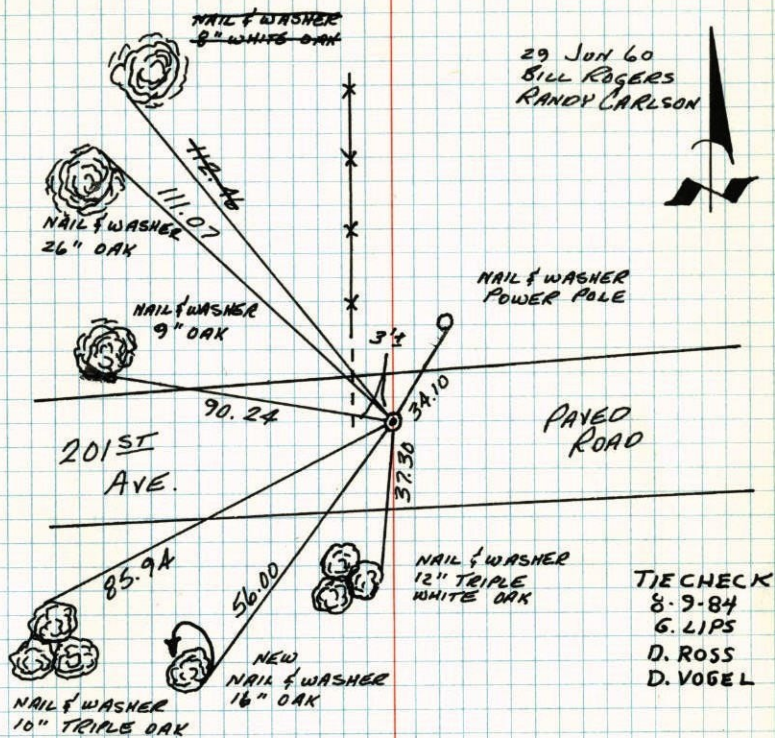 NAIL & WASHER
8" WHITE OAK
29 JUN 60
BILL ROGERS
RANDY CARLSON
112.46
111.07
NAIL & WASHER
26" OAK
NAIL & WASHER
POWER POLE
NAIL & WASHER
9" OAK
3'±
34.10
90.24
PAVED
ROAD
201ST
AVE.
37.30
85.94
56.00
NAIL & WASHER
12" TRIPLE
WHITE OAK
TIE CHECK
8-9-84
G. LIPS
D. ROSS
D. VOGEL
NEW
NAIL & WASHER
16" OAK
NAIL & WASHER
10" TRIPLE OAK